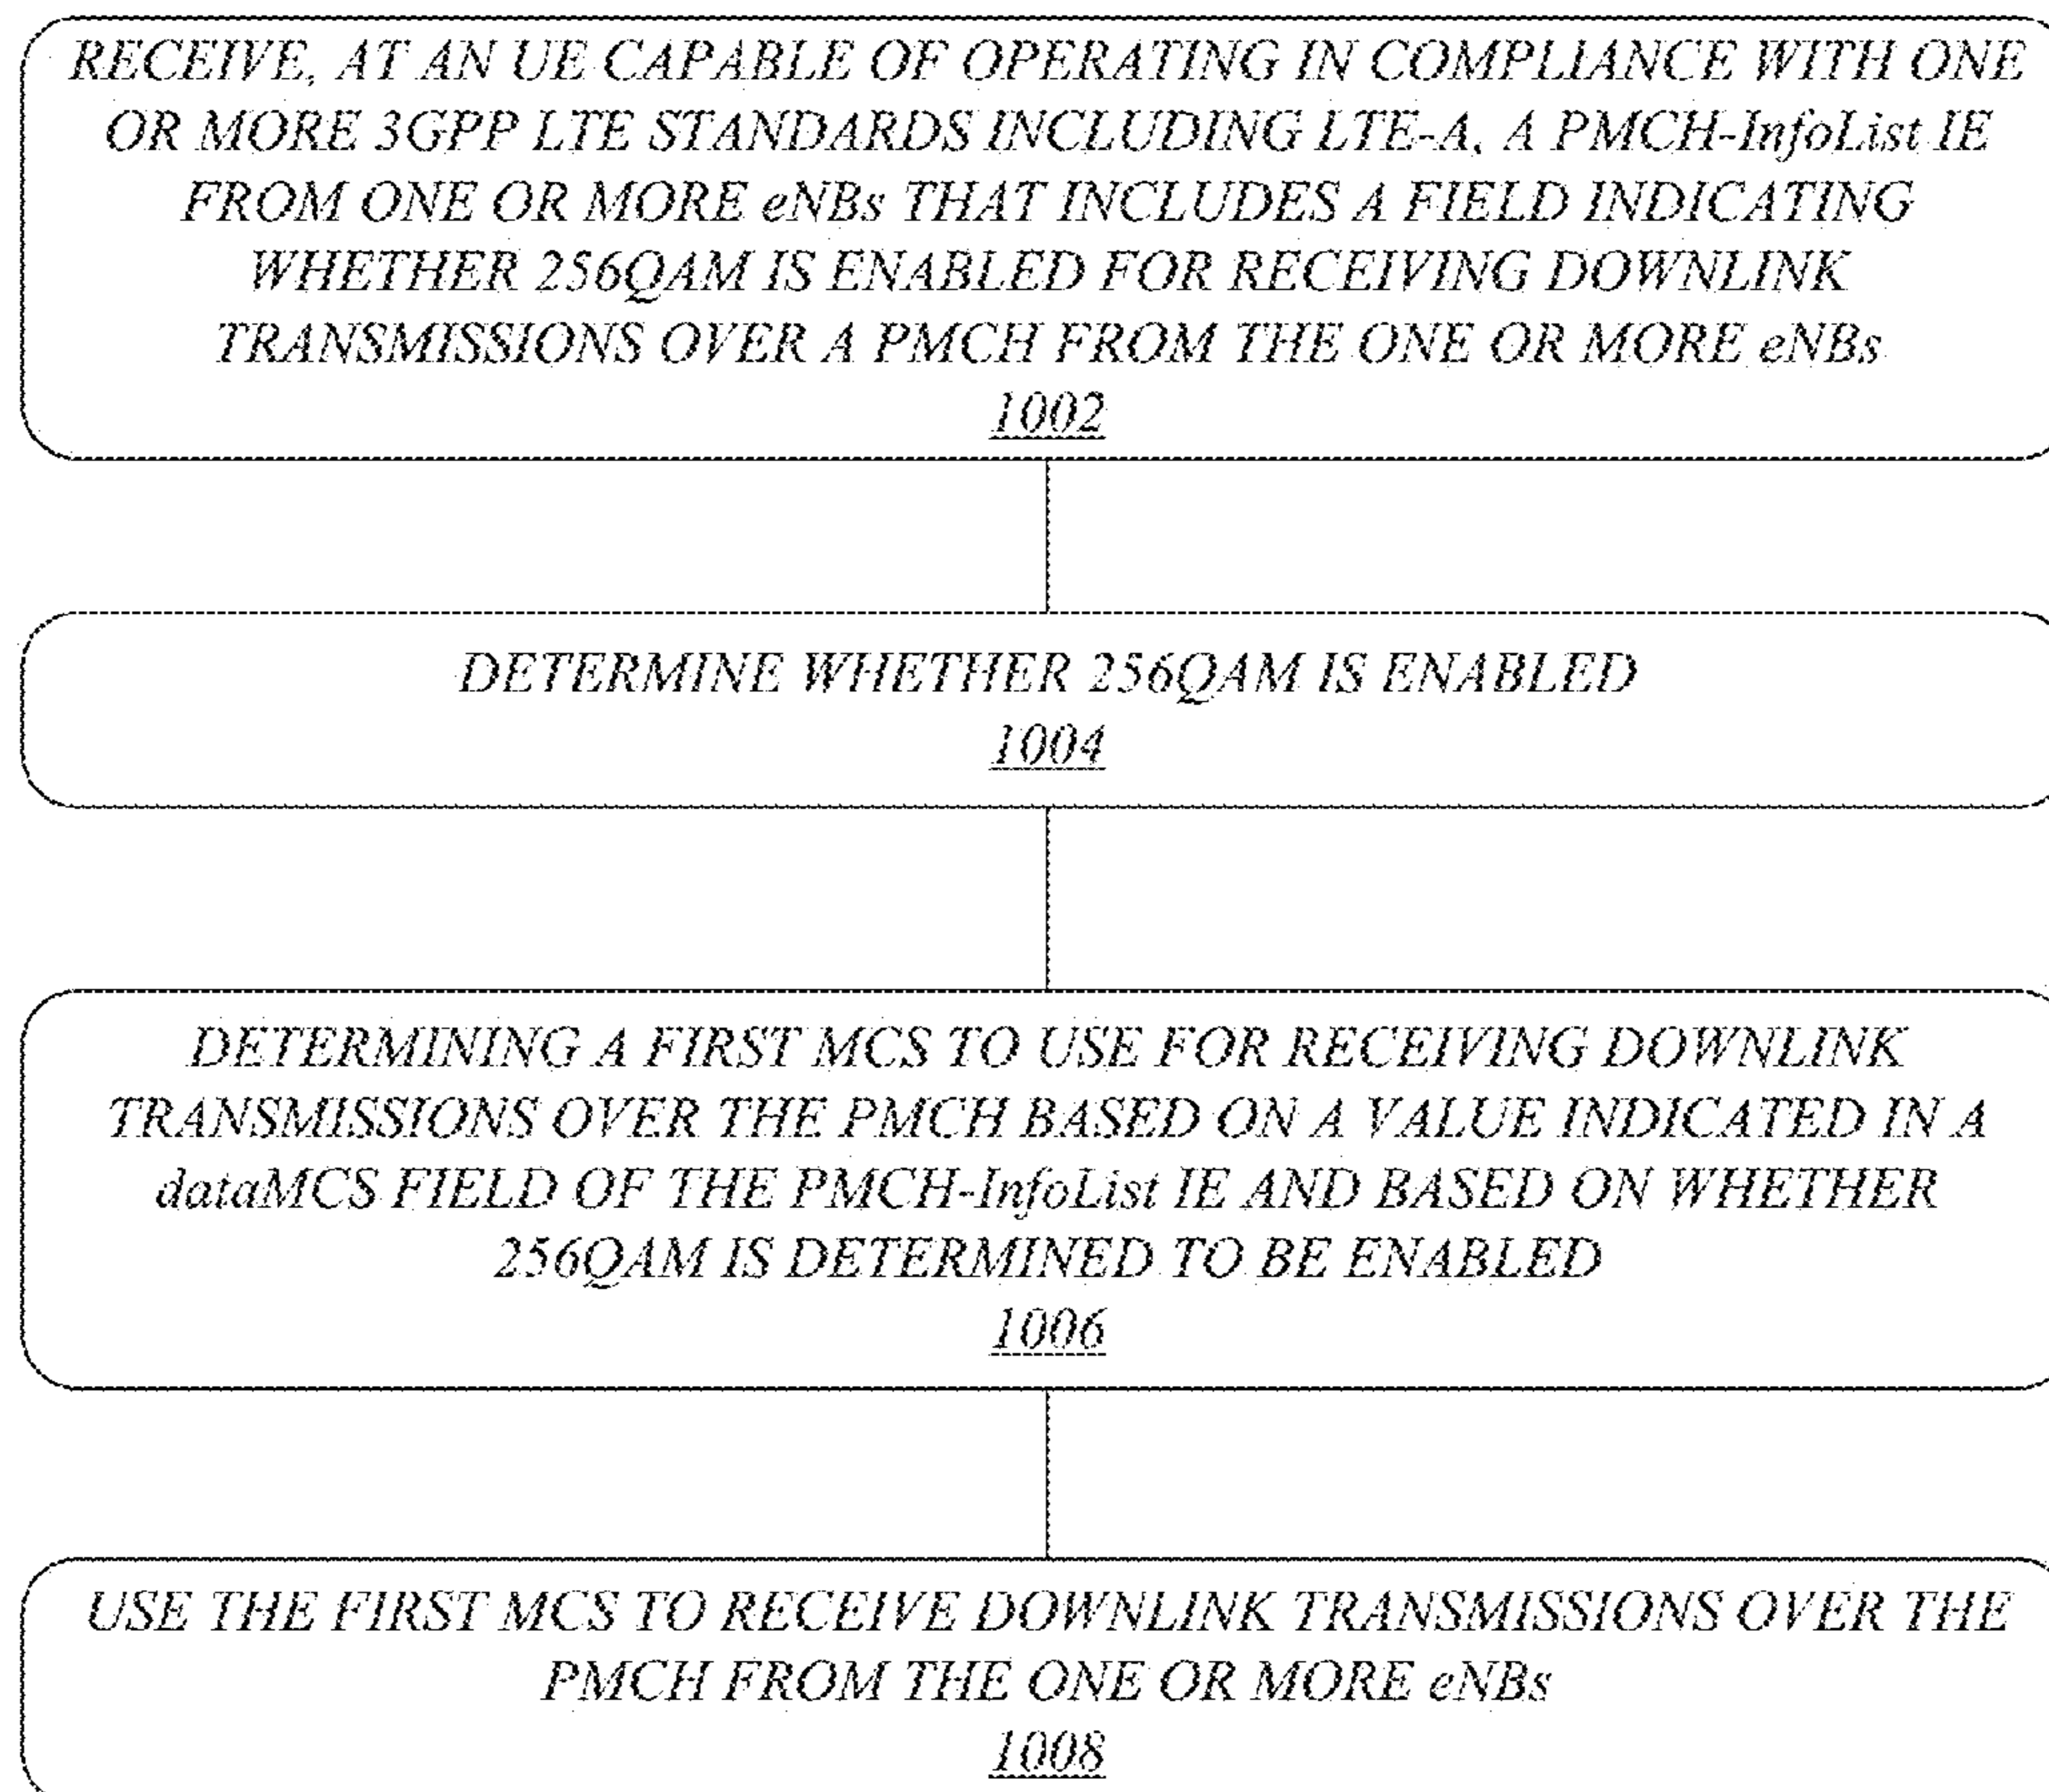 RECEIVE, AT AN UE CAPABLE OF OPERATING IN COMPLIANCE WITH ONE
OR MORE 3GPP LTE STANDARDS INCLUDING LTE-A, A PMCH-InfoList IE
FROM ONE OR MORE eNBs THAT INCLUDES A FIELD INDICATING
WHETHER 256QAM IS ENABLED FOR RECEIVING DOWNLINK
TRANSMISSIONS OVER A PMCH FROM THE ONE OR MORE eNBs
1002
DETERMINE WHETHER 256QAM IS ENABLED
1004
DETERMINING A FIRST MCS TO USE FOR RECEIVING DOWNLINK
TRANSMISSIONS OVER THE PMCH BASED ON A VALUE INDICATED IN A
dataMCS FIELD OF THE PMCH-InfoList IE AND BASED ON WHETHER
256QAM IS DETERMINED TO BE ENABLED
1006
USE THE FIRST MCS TO RECEIVE DOWNLINK TRANSMISSIONS OVER THE
PMCH FROM THE ONE OR MORE eNBs
1008